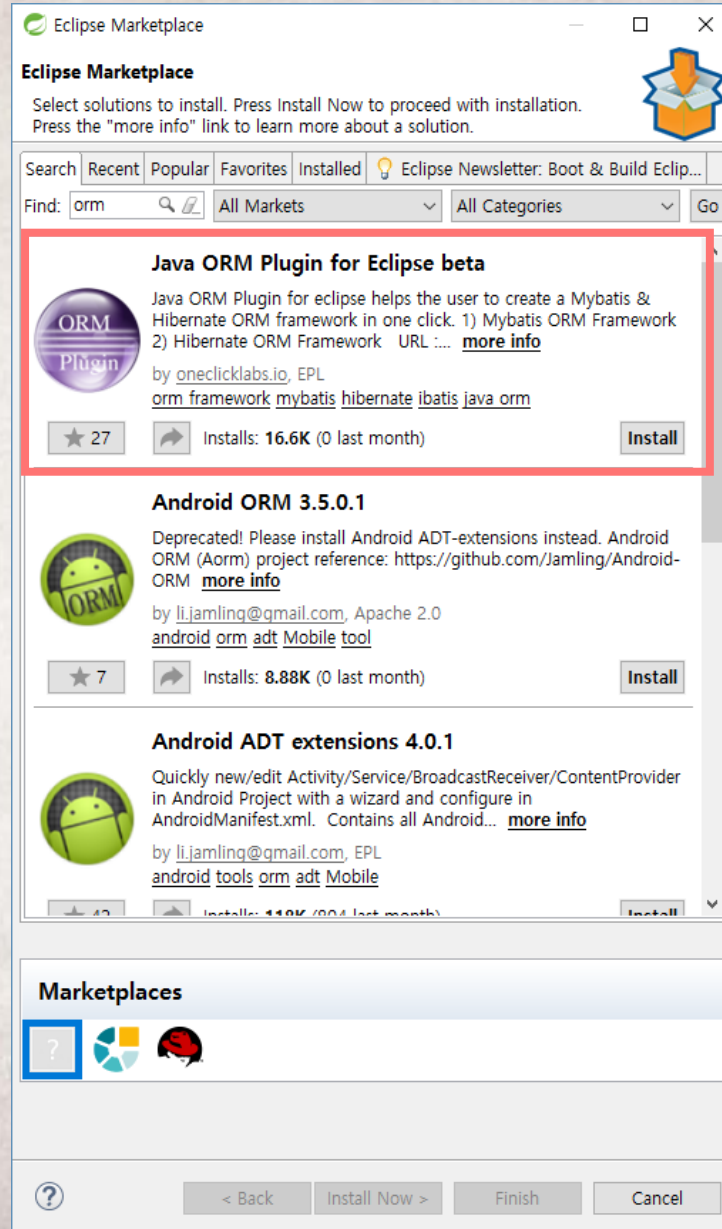 Eclipse Marketplace
Eclipse Marketplace
Select solutions to install. Press Install Now to proceed with installation.
Press the "more info" link to learn more about a solution.
Search Recent Popular Favorites Installed Eclipse Newsletter: Boot & Build Eclip...
Find: orm All Markets All Categories Go
Java ORM Plugin for Eclipse beta
Java ORM Plugin for eclipse helps the user to create a Mybatis &
Hibernate ORM framework in one click. 1) Mybatis ORM Framework
2) Hibernate ORM Framework URL :... more info
ORM
Plugin
by oneclicklabs.io, EPL
orm framework mybatis hibernate ibatis java orm
27 Installs: 16.6K (0 last month) Install
Android ORM 3.5.0.1
Deprecated! Please install Android ADT-extensions instead. Android
ORM (Aorm) project reference: https://github.com/Jamling/Android-
ORM more info
ORM
by li.jamling@gmail.com, Apache 2.0
android orm adt Mobile tool
7 Installs: 8.88K (0 last month) Install
Android ADT extensions 4.0.1
Quickly new/edit Activity/Service/BroadcastReceiver/ContentProvider
in Android Project with a wizard and configure in
AndroidManifest.xml. Contains all Android... more info
by li.jamling@gmail.com, EPL
android tools orm adt Mobile
Installs: 118K (804 last month) Install
Marketplaces
?
? < Back Install Now > Finish Cancel